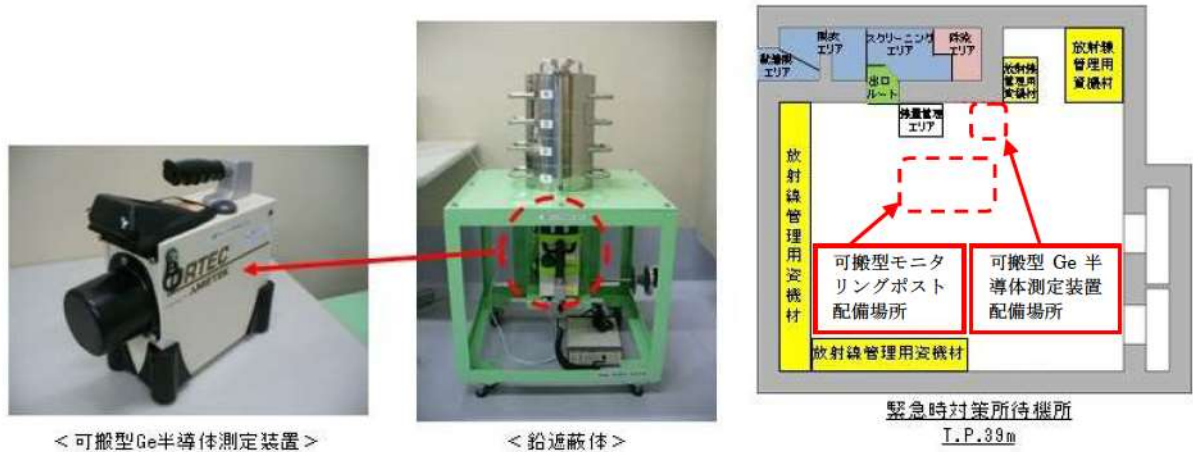 ORTEC
AMETEK
<可搬型Ge半導体測定装置>
<鉛遮蔽体>
脱衣
エリア
スクリーニング
エリア
除染
エリア
エリア
出口
ルート
線量管理
エリア
放射線
管理用
資機材
放射線
管理用
資機材
放射線管理用資機材
可搬型モニタ
リングポスト
配備場所
可搬型 Ge 半
導体測定装置
配備場所
放射線管理用資機材
緊急時対策所待機所
T.P.39m